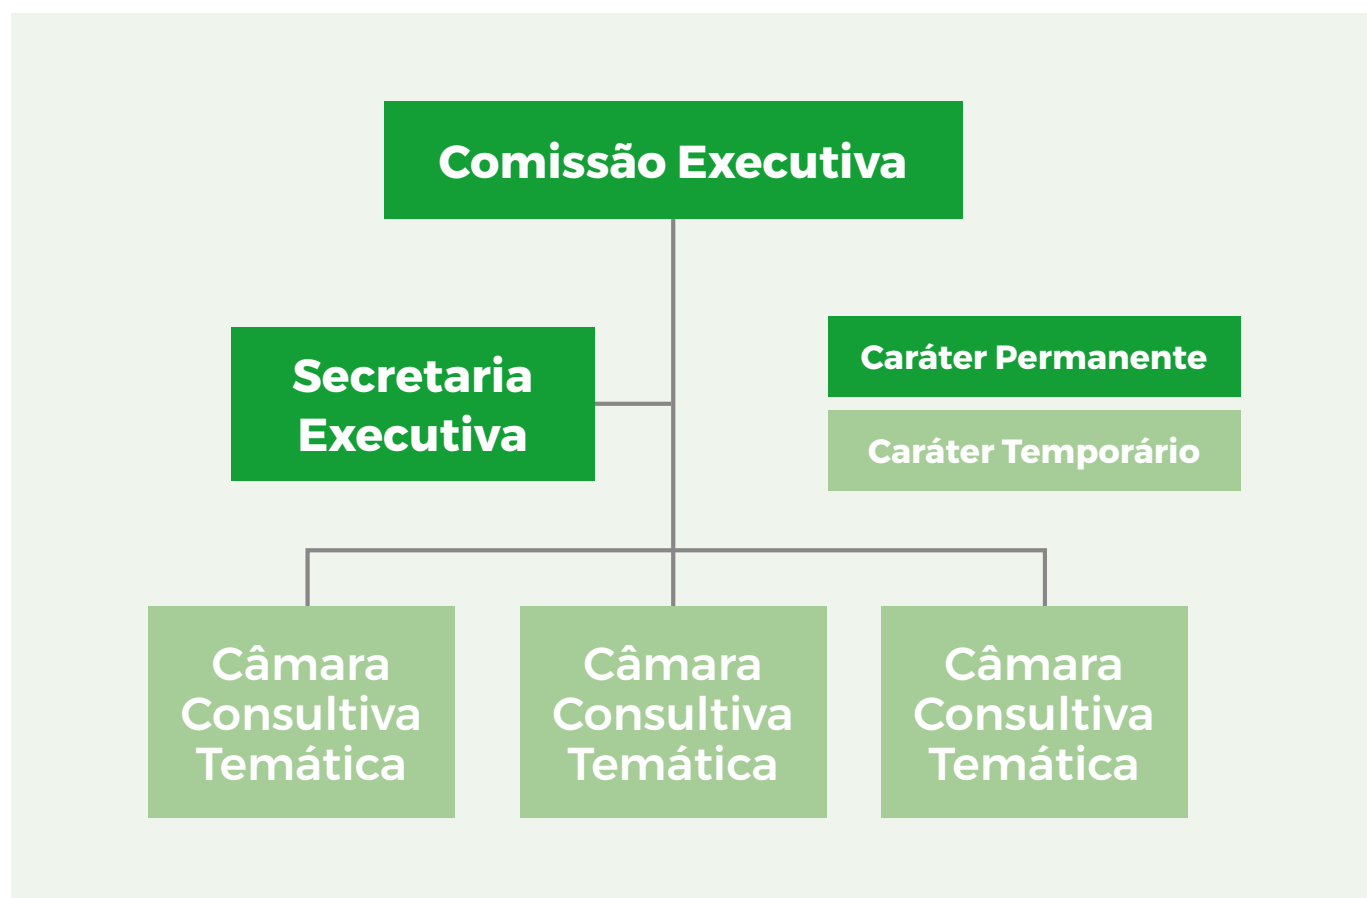 Comissão Executiva
Secretaria
Executiva
Caráter Permanente
Caráter Temporário
Câmara
Consultiva
Temática
Câmara
Consultiva
Temática
Câmara
Consultiva
Temática